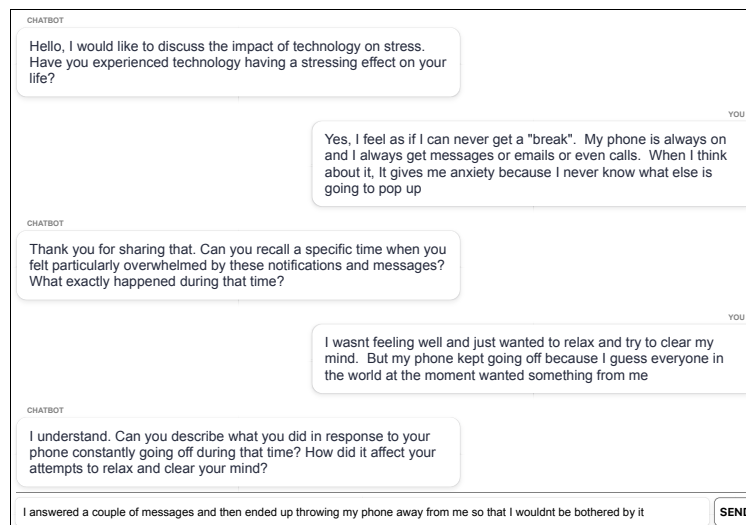 CHATBOT
Hello, I would like to discuss the impact of technology on stress.
Have you experienced technology having a stressing effect on your
life?
YOU
Yes, I feel as if I can never get a "break".  My phone is always on
and I always get messages or emails or even calls.  When I think
about it, It gives me anxiety because I never know what else is
going to pop up
CHATBOT
Thank you for sharing that. Can you recall a specific time when you
felt particularly overwhelmed by these notifications and messages?
What exactly happened during that time?
YOU
I wasnt feeling well and just wanted to relax and try to clear my
mind.  But my phone kept going off because I guess everyone in
the world at the moment wanted something from me
CHATBOT
I understand. Can you describe what you did in response to your
phone constantly going off during that time? How did it affect your
attempts to relax and clear your mind?
I answered a couple of messages and then ended up throwing my phone away from me so that I wouldnt be bothered by it
SEND